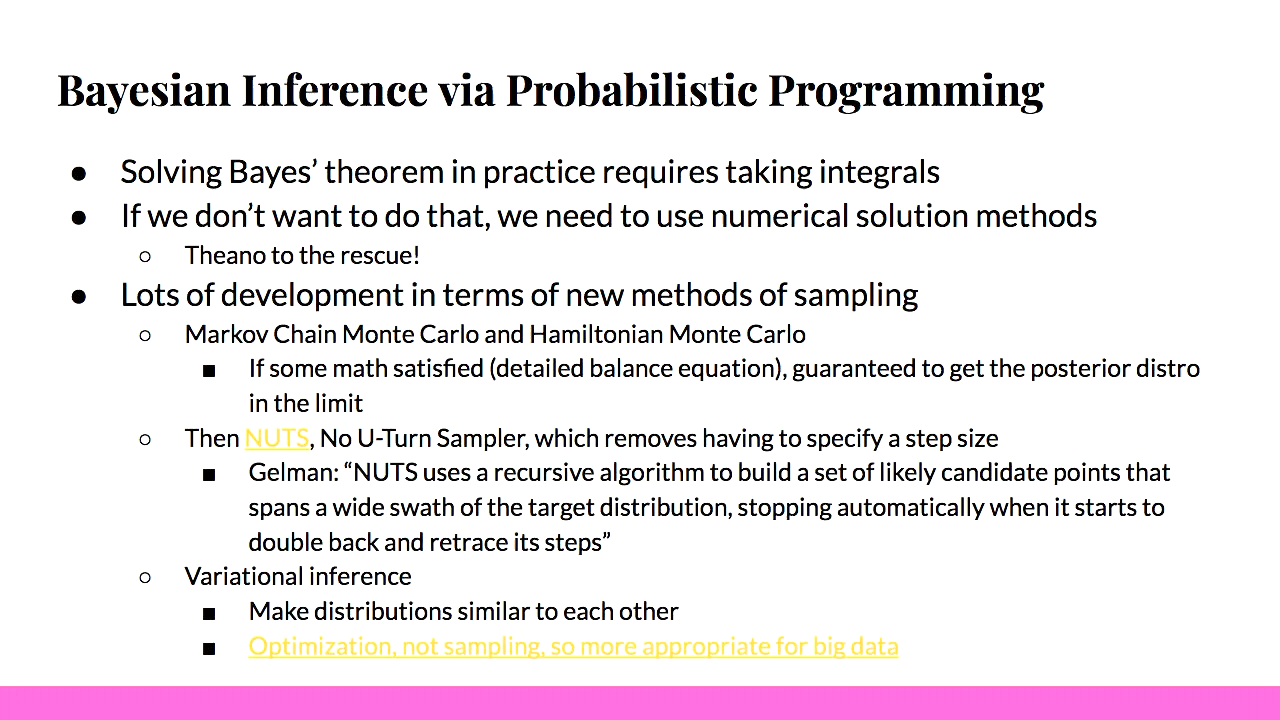 Bayesian Inference via Probabilistic Programming
● Solving Bayes’ theorem in practice requires taking integrals
● If we don’t want to do that, we need to use numerical solution methods
○ Theano to the rescue!
● Lots of development in terms of new methods of sampling
○ Markov Chain Monte Carlo and Hamiltonian Monte Carlo
■ If some math satisfied (detailed balance equation), guaranteed to get the posterior distro
in the limit
○ Then NUTS, No U-Turn Sampler, which removes having to specify a step size
■ Gelman: “NUTS uses a recursive algorithm to build a set of likely candidate points that
spans a wide swath of the target distribution, stopping automatically when it starts to
double back and retrace its steps”
○ Variational inference
■ Make distributions similar to each other
■ Optimization, not sampling, so more appropriate for big data